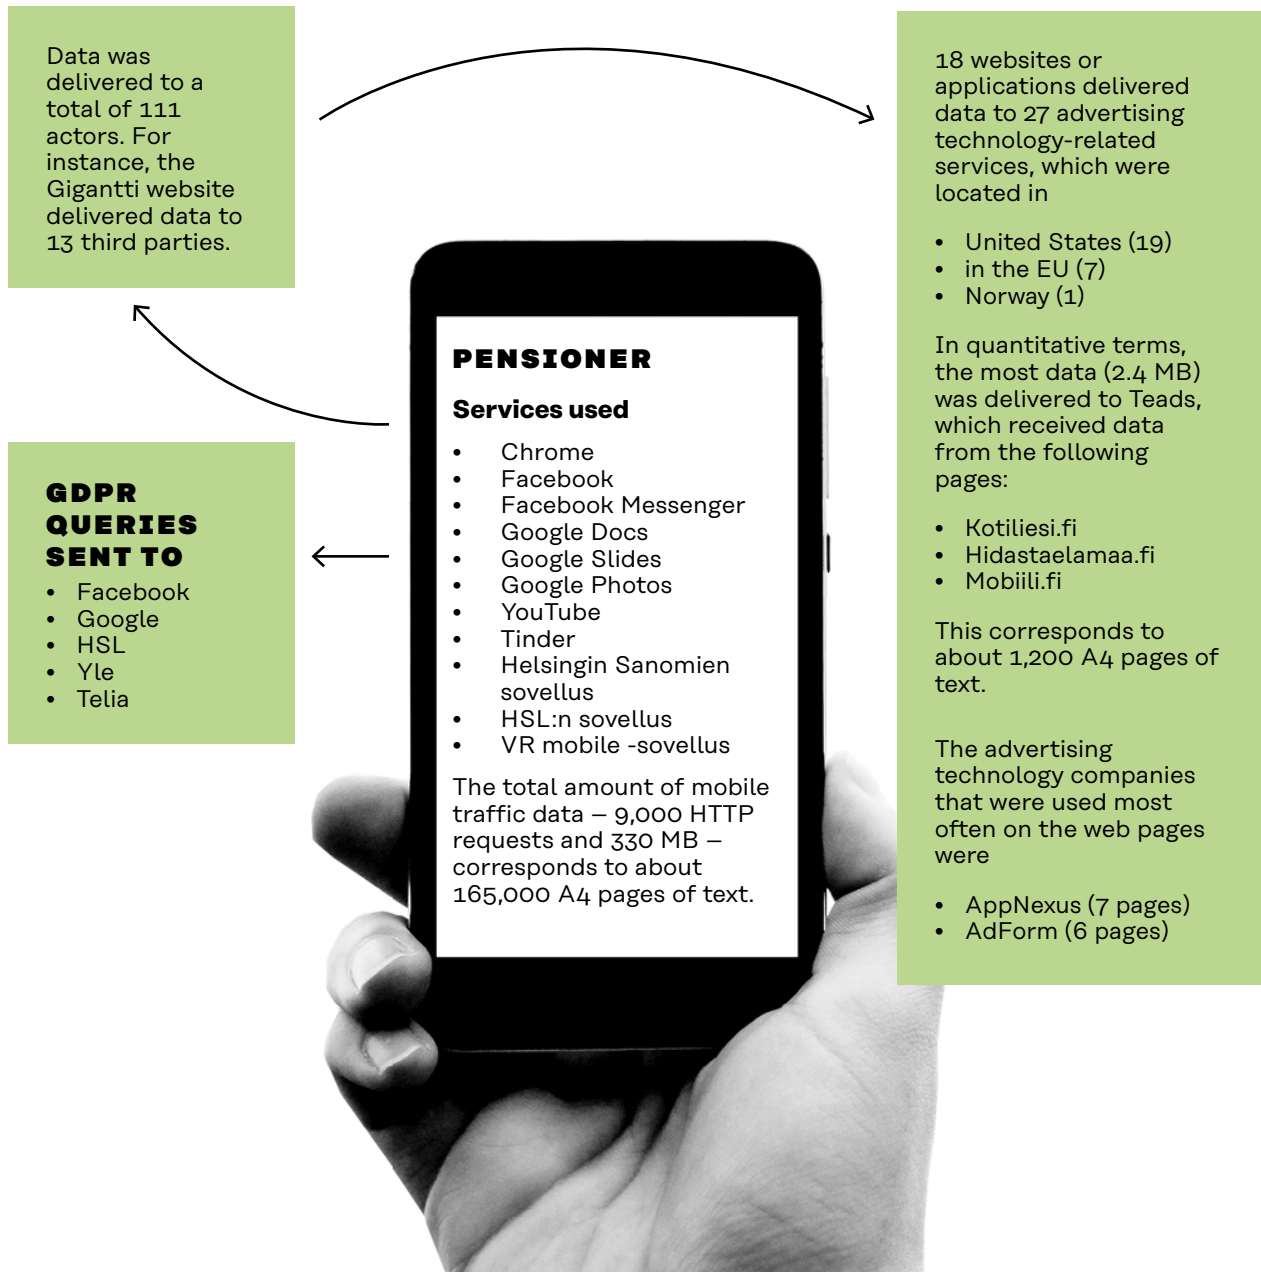 Data was
delivered to a
total of 111
actors. For
instance, the
Gigantti website
delivered data to
13 third parties.
18 websites or
applications delivered
data to 27 advertising
technology-related
services, which were
located in
• United States (19)
• in the EU (7)
• Norway (1)
In quantitative terms,
the most data (2.4 MB)
was delivered to Teads,
which received data
from the following
pages:
• Kotiliesi.fi
• Hidastaelamaa.fi
• Mobiili.fi
This corresponds to
about 1,200 A4 pages of
text.
The advertising
technology companies
that were used most
often on the web pages
were
• AppNexus (7 pages)
• AdForm (6 pages)
PENSIONER
Services used
• Chrome
• Facebook
• Facebook Messenger
• Google Docs
• Google Slides
• Google Photos
• YouTube
• Tinder
• Helsingin Sanomien
sovellus
• HSL:n sovellus
• VR mobile -sovellus
The total amount of mobile
traffic data – 9,000 HTTP
requests and 330 MB –
corresponds to about
165,000 A4 pages of text.
GDPR
QUERIES
SENT TO
• Facebook
• Google
• HSL
• Yle
• Telia